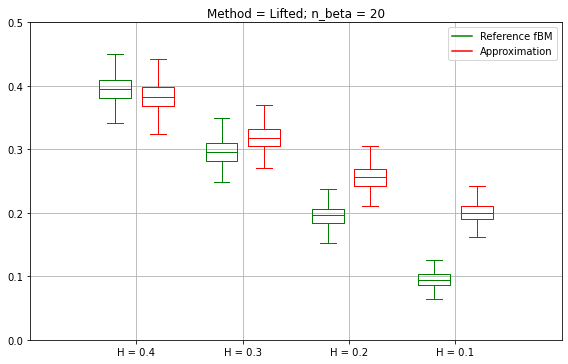 Method = Lifted; n_beta = 20
Reference fBM
Approximation
0.5
0.4
0.3
0.2
0.1
0.0
H = 0.4 H = 0.3 H = 0.2 H = 0.1